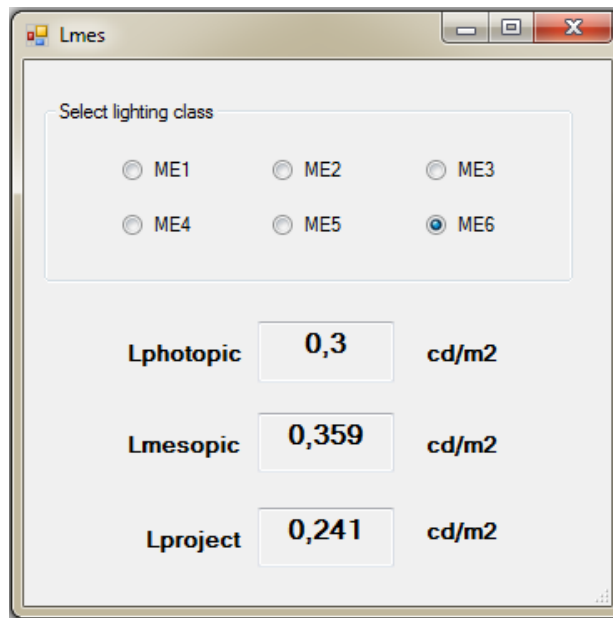 Lmes
Select lighting class
ME1 ME2 ME3
ME4 ME5 ME6
Lphotopic 0,3 cd/m2
Lmesopic 0,359 cd/m2
Lproject 0,241 cd/m2